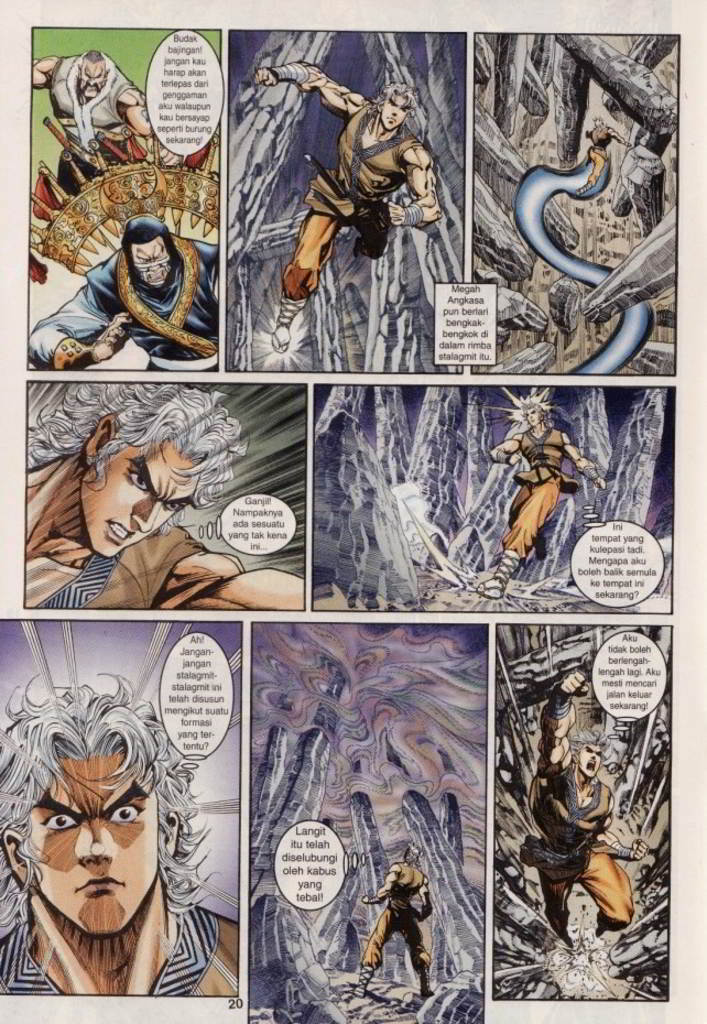 Budak
bajingan!
jangan kau
harap akan
terlepas dari
genggaman
aku walaupun
kau bersayap
seperti burung
sekarang!!
Megah
Angkasa
pun berlari
bengkak-
bengkok di
dalam rimba
stalagmit itu.
Ganjil!
Nampaknya
ada sesuatu
yang tak kena
ini...
Ini
tempat yang
kulepasi tadi.
Mengapa aku
boleh balik semula
ke tempat ini
sekarang?
Ah!
Jangan-
jangan
stalagmit-
stalagmit ini
telah disusun
mengikut suatu
formasi
yang ter-
tentu?
Langit
itu telah
diselubungi
oleh kabus
yang
tebal!
Aku
tidak boleh
berlengah-
lengah lagi. Aku
mesti mencari
jalan keluar
sekarang!
20